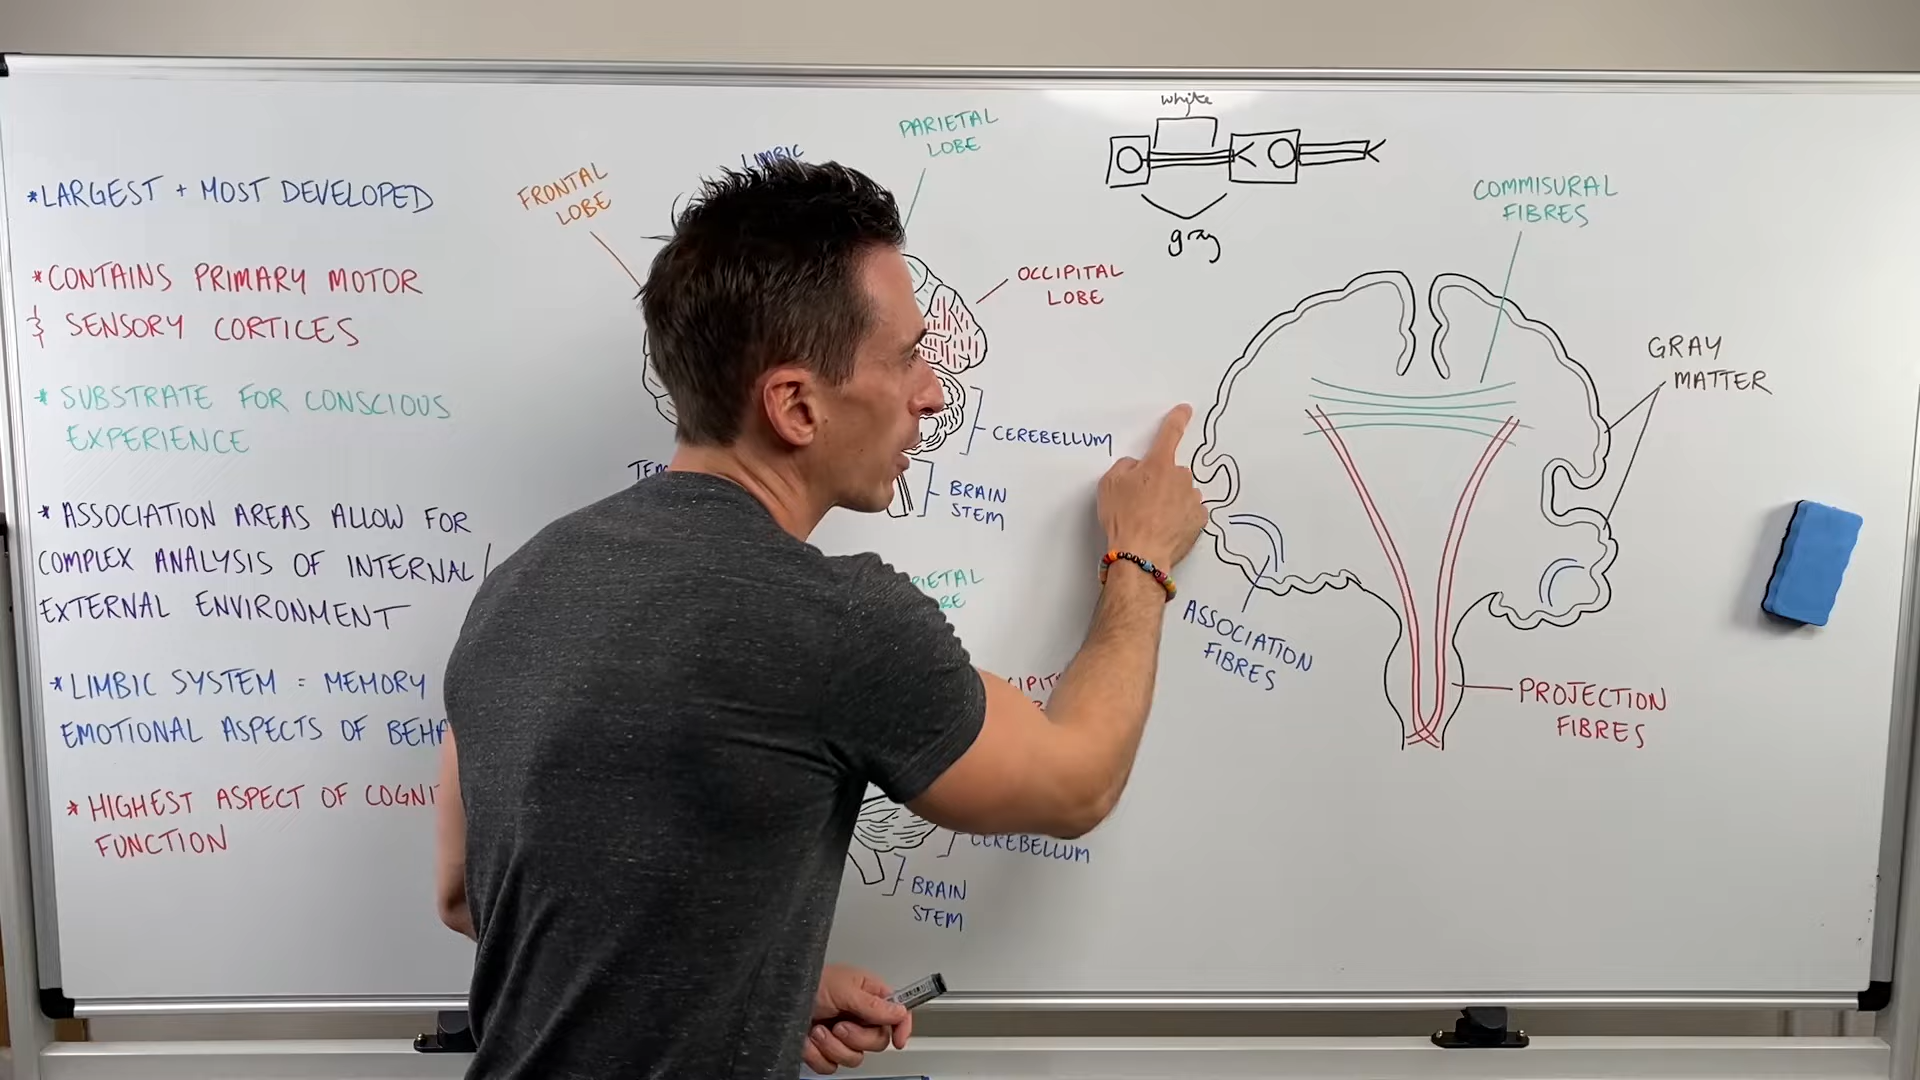 *LARGEST + MOST DEVELOPED
*CONTAINS PRIMARY MOTOR
& SENSORY CORTICES
* SUBSTRATE FOR CONSCIOUS
EXPERIENCE
* ASSOCIATION AREAS ALLOW FOR
COMPLEX ANALYSIS OF INTERNAL/
EXTERNAL ENVIRONMENT
*LIMBIC SYSTEM = MEMORY
EMOTIONAL ASPECTS OF
* HIGHEST ASPECT OF
FUNCTION
FRONTAL
LOBE
LIMBIC
PARIETAL
LOBE
OCCIPITAL
LOBE
CEREBELLUM
BRAIN
STEM
CEREBELLUM
BRAIN
STEM
white
gray
COMMISURAL
FIBRES
GRAY
MATTER
ASSOCIATION
FIBRES
PROJECTION
FIBRES